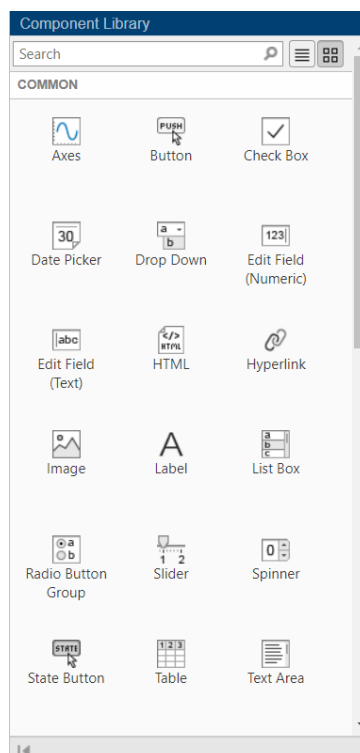 Component Library
Search
COMMON
PUSH
Axes Button Check Box
30 a b 123
Date Picker Drop Down Edit Field
(Numeric)
abc </> HTML
Edit Field HTML Hyperlink
(Text)
A a b c
Image Label List Box
a b 1 2 0
Radio Button Slider Spinner
Group
STATE 1 2 3
State Button Table Text Area